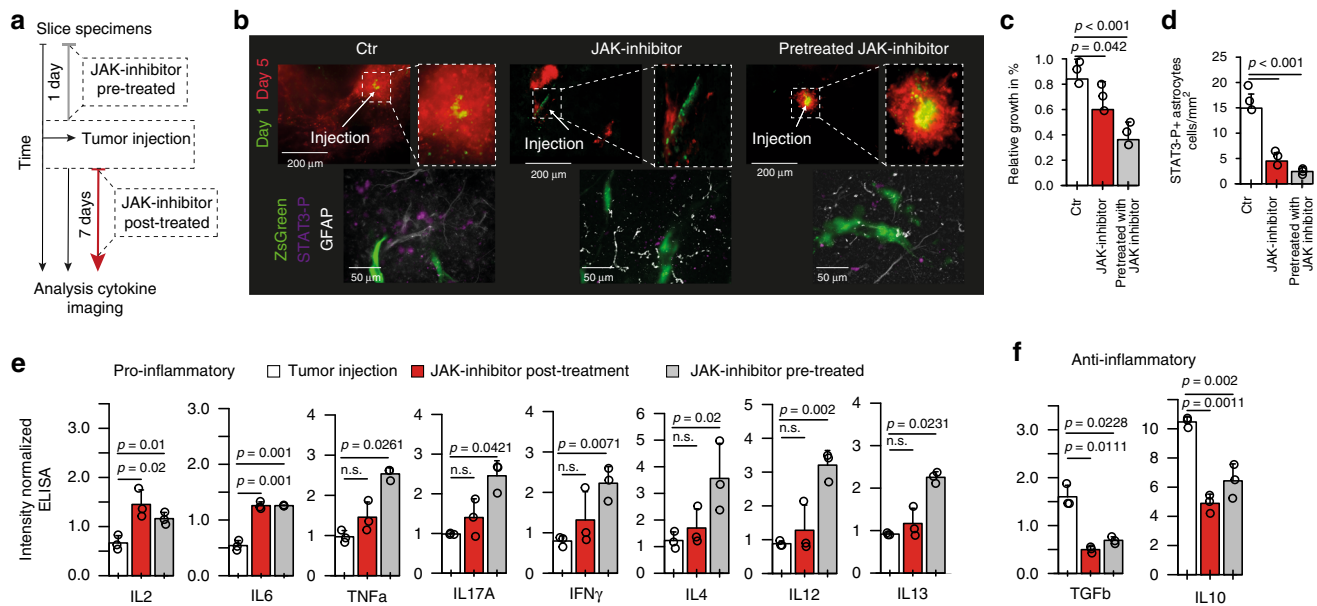 a
Slice specimens
1 day
JAK-inhibitor
pre-treated
Time
Tumor injection
7 days
JAK-inhibitor
post-treated
Analysis cytokine
imaging
b
Ctr
JAK-inhibitor
Pretreated JAK-inhibitor
Day 1 Day 5
Injection
200 µm
Injection
200 µm
Injection
200 µm
ZsGreen
STAT3-P
GFAP
50 µm
50 µm
50 µm
c
p < 0.001
p = 0.042
Relative growth in %
1.0
0.8
0.6
0.4
0.2
0.0
Ctr
JAK-inhibitor
Pretreated with
JAK inhibitor
d
p < 0.001
STAT3-P+ astrocytes
cells/mm2
25
20
15
10
5
0
Ctr
JAK-inhibitor
Pretreated with
JAK inhibitor
e
Pro-inflammatory
Tumor injection
JAK-inhibitor post-treatment
JAK-inhibitor pre-treated
Intensity normalized
ELISA
3.0
2.0
1.0
0.0
p = 0.01
p = 0.02
IL2
3.0
2.0
1.0
0.0
p = 0.001
p = 0.001
IL6
4
3
2
1
0
p = 0.0261
n.s.
TNFa
4
3
2
1
0
p = 0.0421
n.s.
IL17A
4
3
2
1
0
p = 0.0071
n.s.
IFNγ
6
5
4
3
2
1
0
p = 0.02
n.s.
IL4
4
3
2
1
0
p = 0.002
n.s.
IL12
4
3
2
1
0
p = 0.0231
n.s.
IL13
f
Anti-inflammatory
3.0
2.0
1.0
0.0
p = 0.0228
p = 0.0111
TGFb
10
8
6
4
2
0
p = 0.002
p = 0.0011
IL10